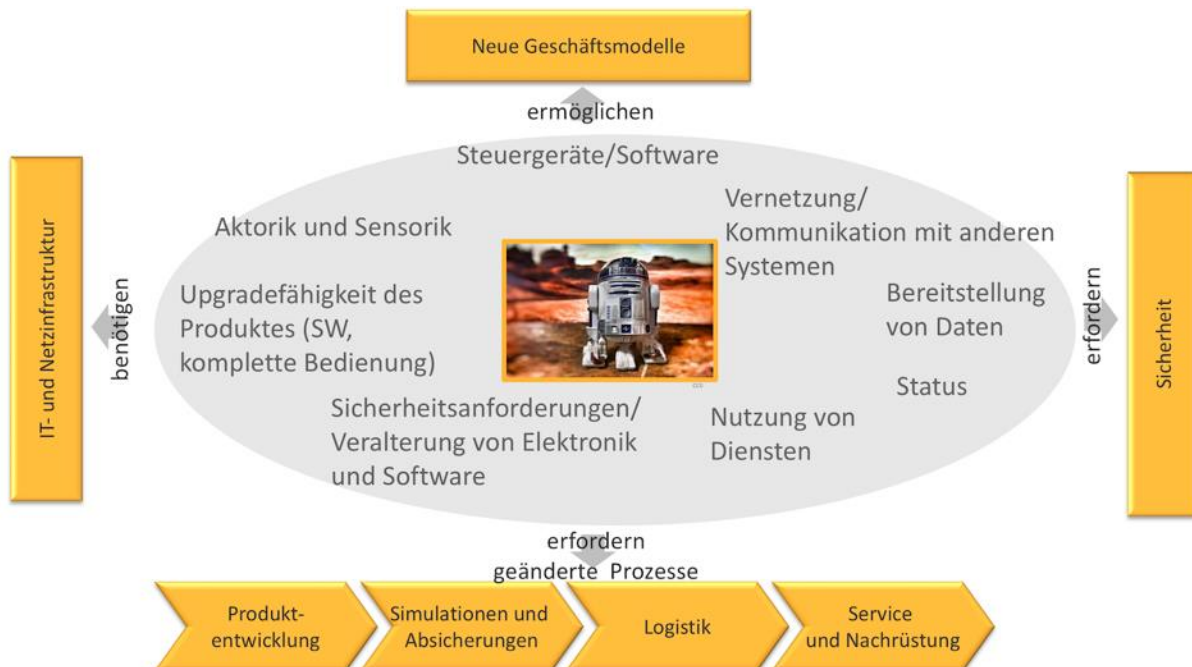 Neue Geschäftsmodelle
ermöglichen
Steuergeräte/Software
Aktorik und Sensorik
Vernetzung/
Kommunikation mit anderen
Systemen
Upgradefähigkeit des
Produktes (SW,
komplette Bedienung)
Bereitstellung
von Daten
Status
Sicherheitsanforderungen/
Veralterung von Elektronik
und Software
Nutzung von
Diensten
IT- und Netzinfrastruktur
benötigen
erfordern
Sicherheit
erfordern
geänderte Prozesse
Produkt-
entwicklung
Simulationen und
Absicherungen
Logistik
Service
und Nachrüstung